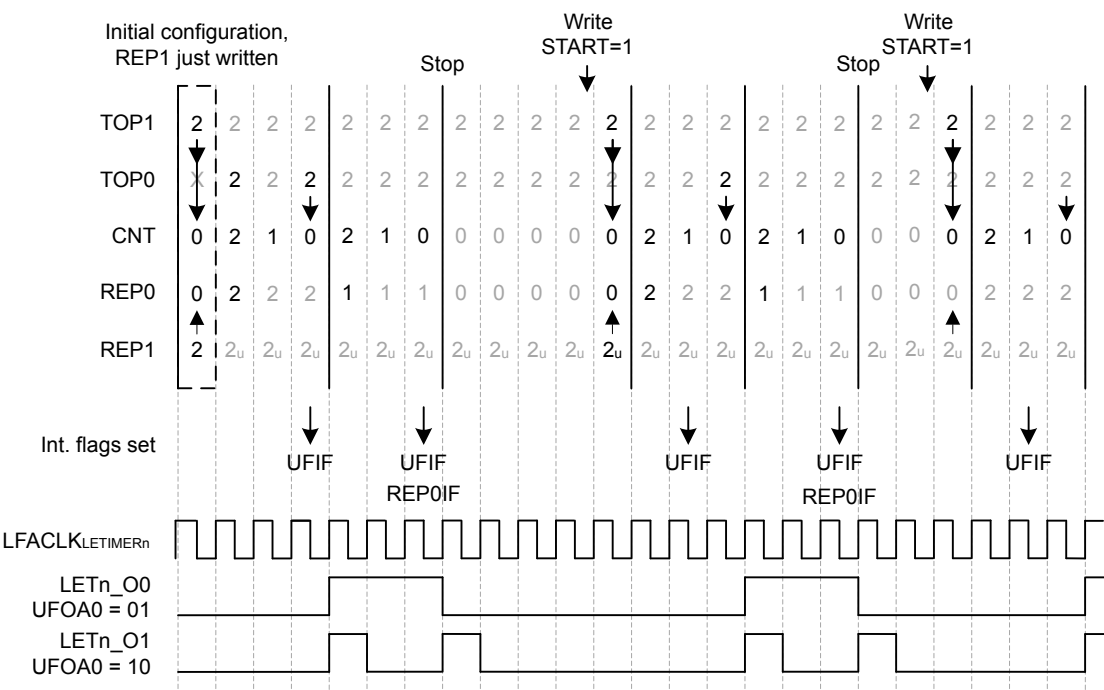 Initial configuration,
REP1 just written
Stop
Write
START=1
Stop
Write
START=1
TOP1 2 2 2 2 2 2 2 2 2 2 2 2 2 2 2 2 2 2 2 2 2 2 2 2
TOP0 X 2 2 2 2 2 2 2 2 2 2 2 2 2 2 2 2 2 2 2 2 2 2 2
CNT 0 2 1 0 2 1 0 0 0 0 0 0 2 1 0 2 1 0 0 0 0 2 1 0
REP0 0 2 2 2 1 1 1 0 0 0 0 0 2 2 2 1 1 1 0 0 0 2 2 2
REP1 2 2u 2u 2u 2u 2u 2u 2u 2u 2u 2u 2u 2u 2u 2u 2u 2u 2u 2u 2u 2u 2u 2u 2u
Int. flags set
UFIF
UFIF
REP0IF
UFIF
UFIF
REP0IF
UFIF
LFACLKLETIMERn
LETn_O0
UFOA0 = 01
LETn_O1
UFOA0 = 10